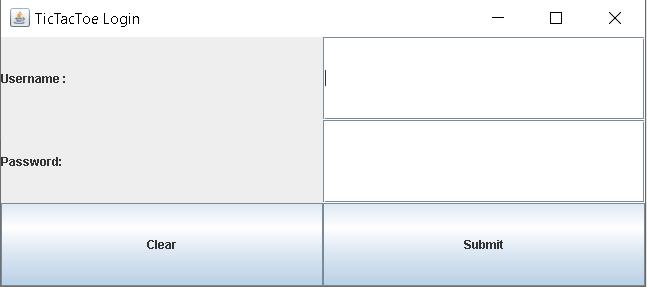 TicTacToe Login
Username :
Password:
Clear Submit